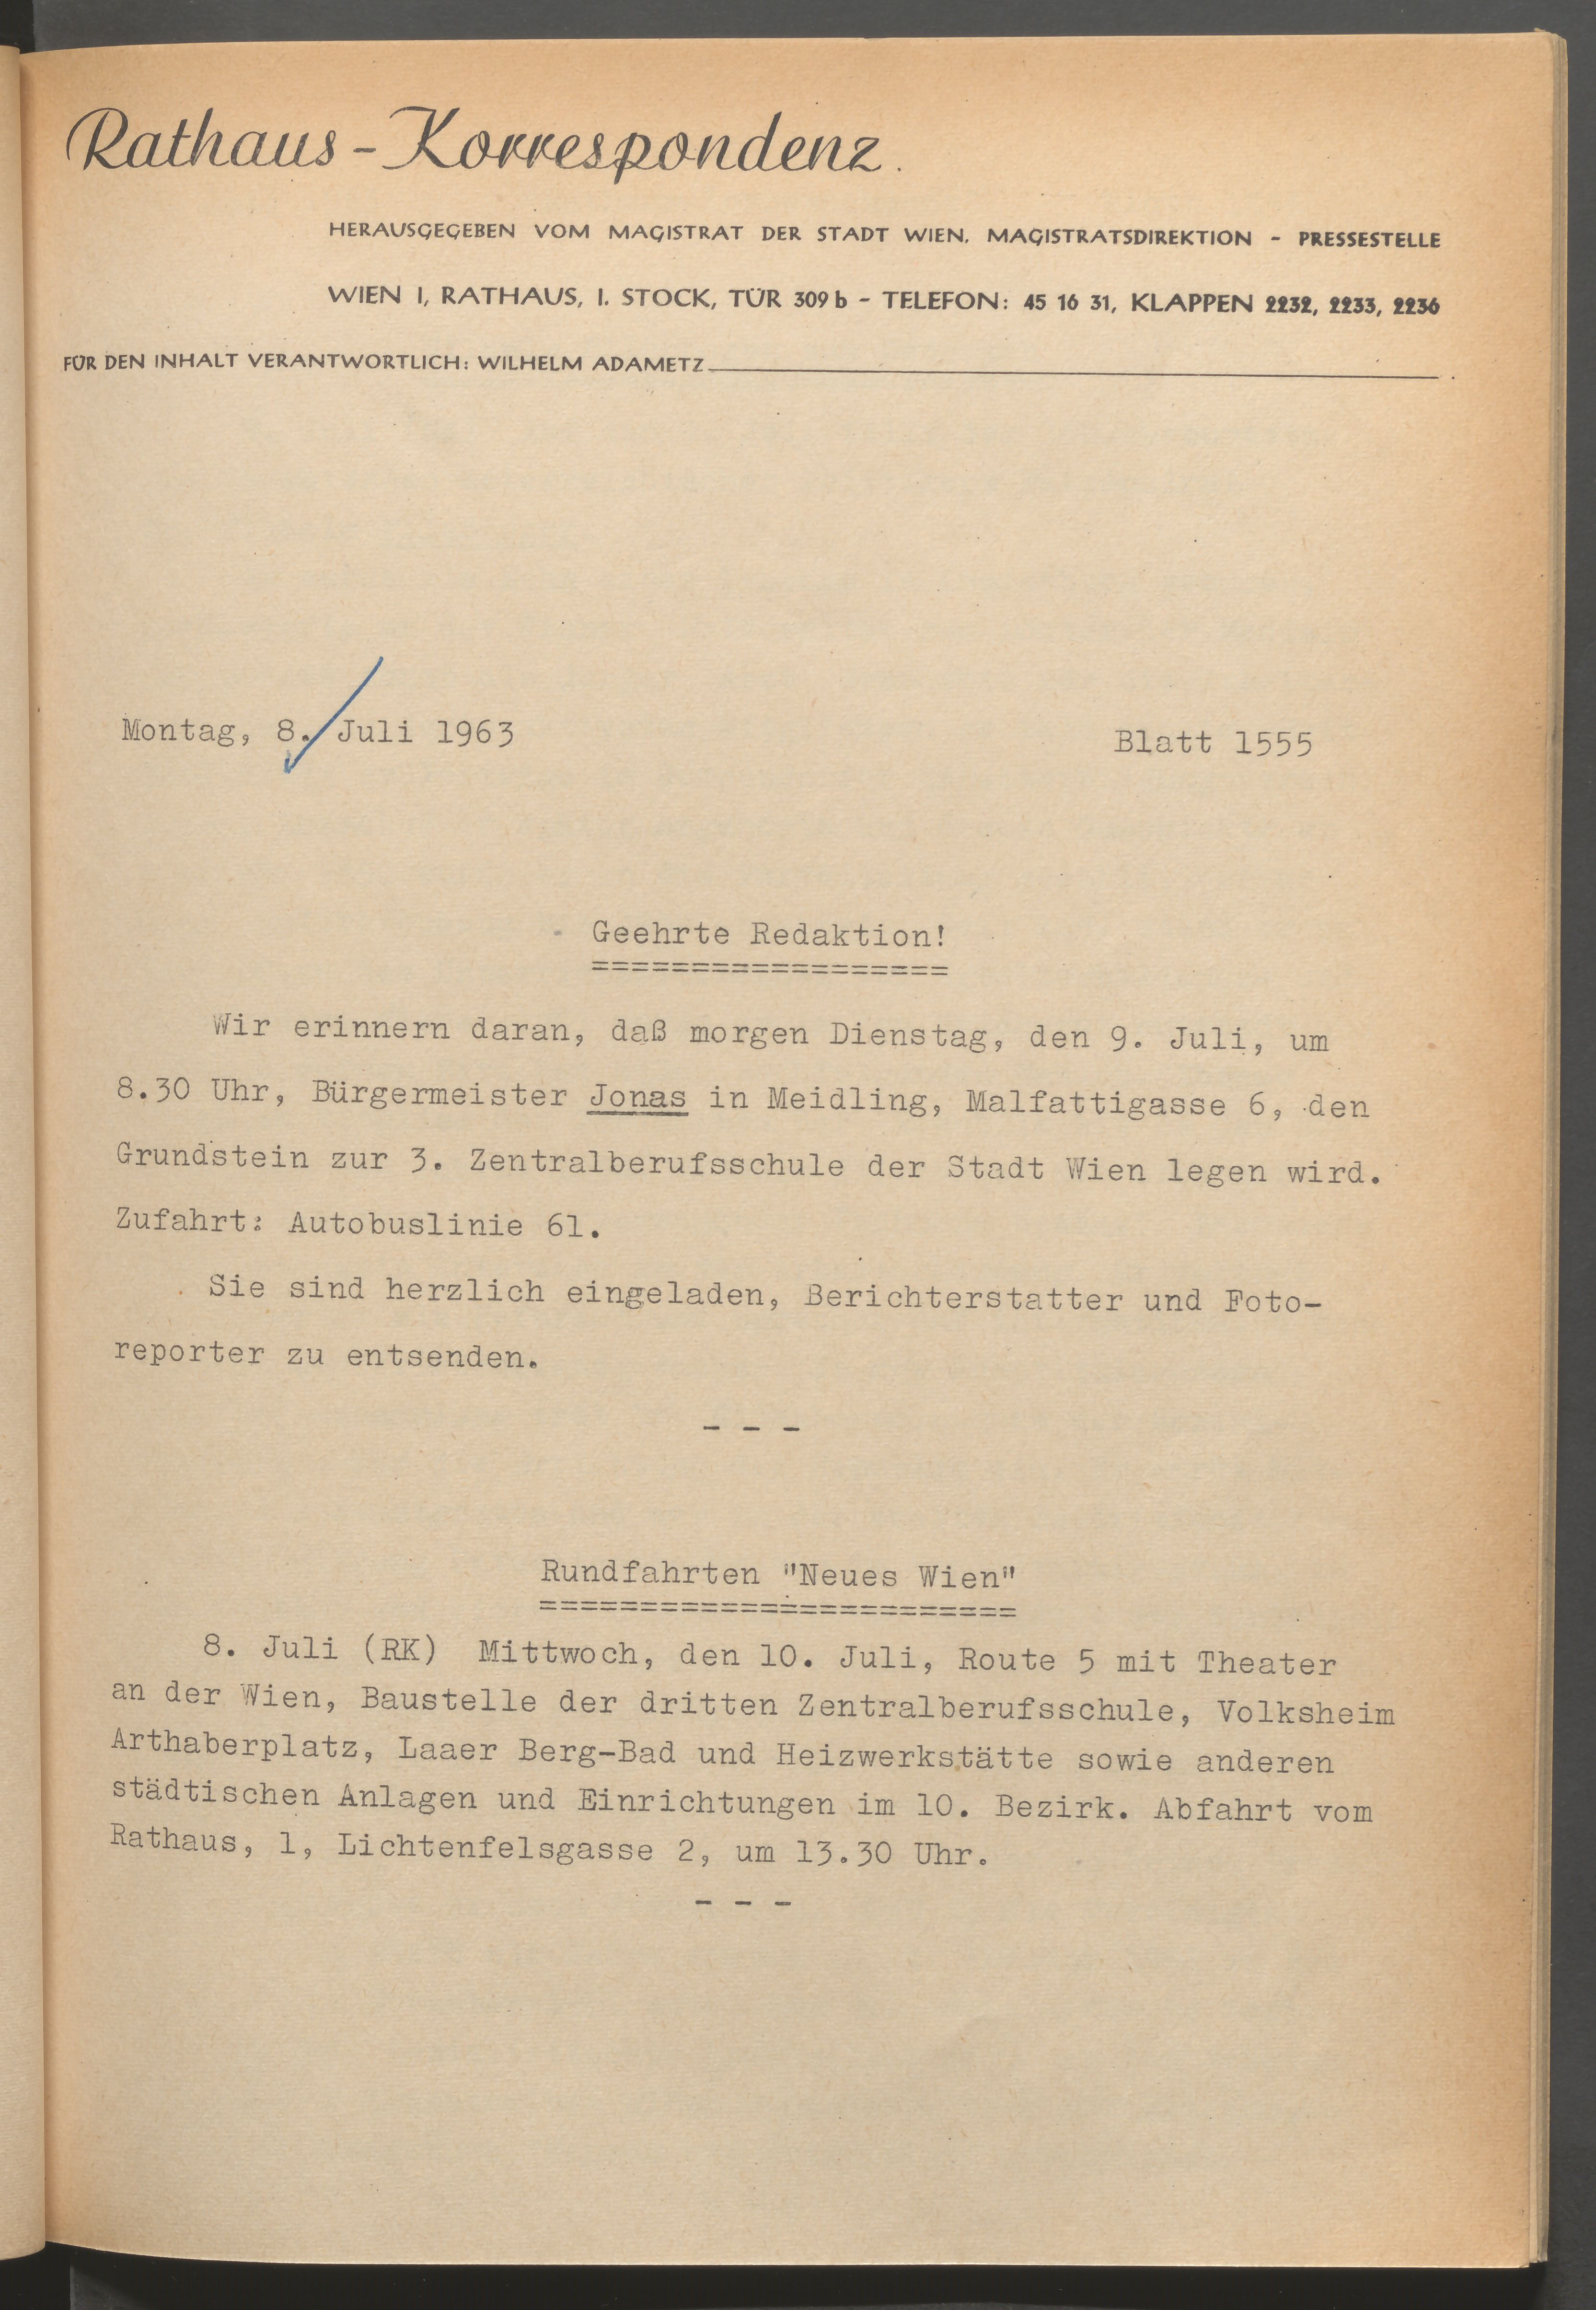 Rathaus-Korrespondenz.
HERAUSGEGEBEN VOM MAGISTRAT DER STADT WIEN. MAGISTRATSDIREKTION - PRESSESTELLE
WIEN I, RATHAUS, I. STOCK, TÜR 309 b - TELEFON: 45 16 31, KLAPPEN 2232, 2233, 2236
FÜR DEN INHALT VERANTWORTLICH: WILHELM ADAMETZ
Montag, 8. Juli 1963
Blatt 1555
Geehrte Redaktion!
==================
Wir erinnern daran, daß morgen Dienstag, den 9. Juli, um
8.30 Uhr, Bürgermeister Jonas in Meidling, Malfattigasse 6, den
Grundstein zur 3. Zentralberufsschule der Stadt Wien legen wird.
Zufahrt: Autobuslinie 61.
Sie sind herzlich eingeladen, Berichterstatter und Foto-
reporter zu entsenden.
- - -
Rundfahrten "Neues Wien"
========================
8. Juli (RK) Mittwoch, den 10. Juli, Route 5 mit Theater
an der Wien, Baustelle der dritten Zentralberufsschule, Volksheim
Arthaberplatz, Laaer Berg-Bad und Heizwerkstätte sowie anderen
städtischen Anlagen und Einrichtungen im 10. Bezirk. Abfahrt vom
Rathaus, 1, Lichtenfelsgasse 2, um 13.30 Uhr.
- - -